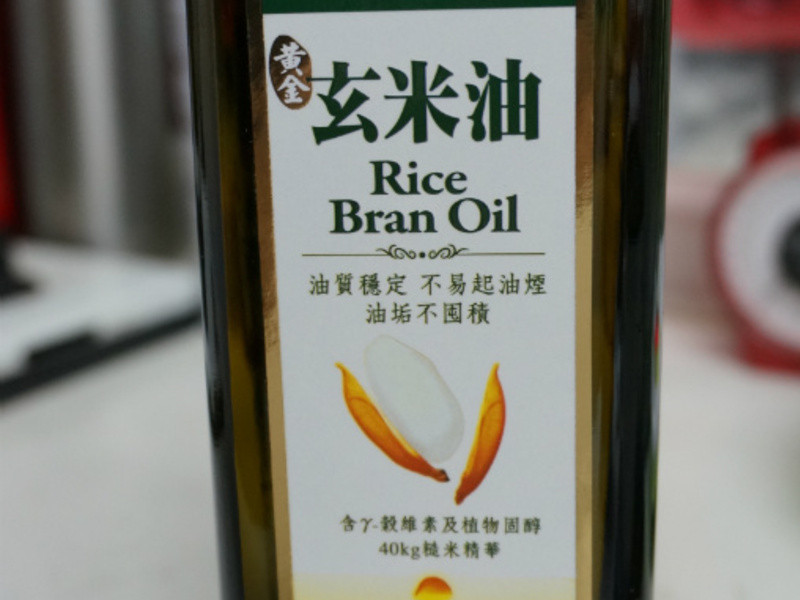 黃金
玄米油
Rice
Bran Oil
油質穩定 不易起油煙
油垢不囤積
含γ-穀維素及植物固醇
40kg糙米精華